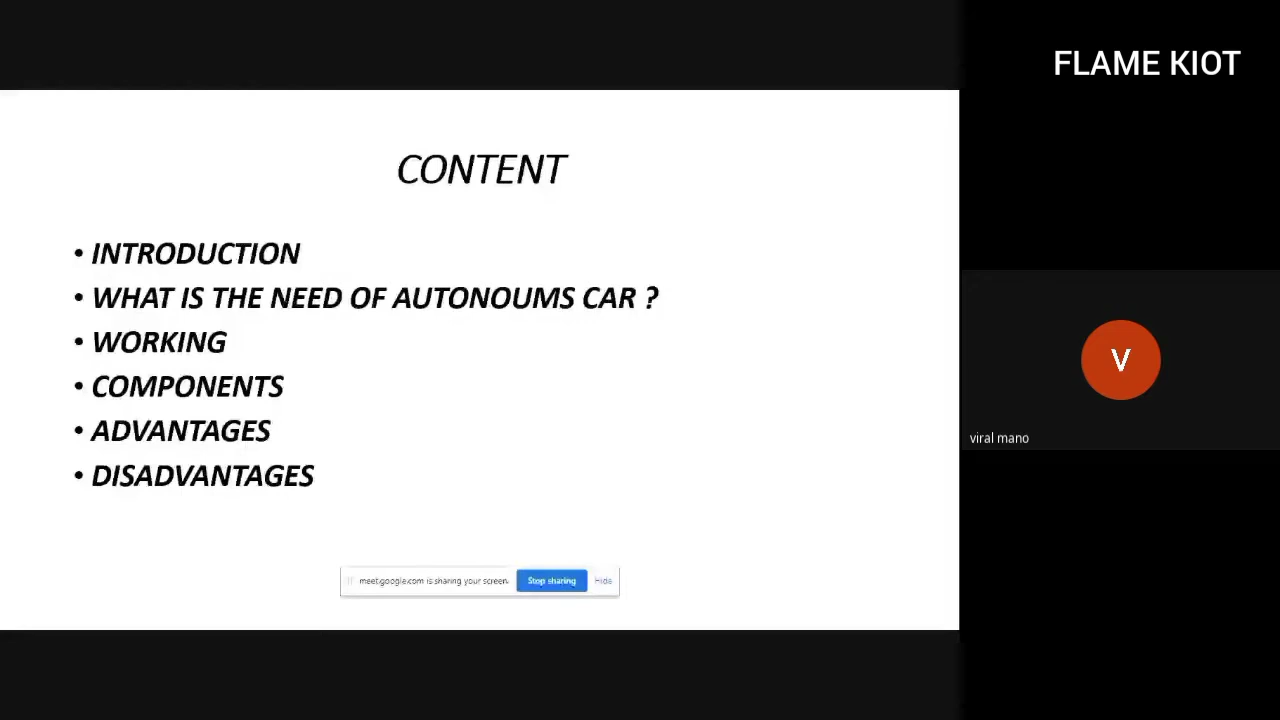 FLAME KIOT
CONTENT
• INTRODUCTION
• WHAT IS THE NEED OF AUTONOUMS CAR ?
• WORKING
• COMPONENTS
• ADVANTAGES
• DISADVANTAGES
meet.google.com is sharing your screen. Stop sharing Hide
V
viral mano